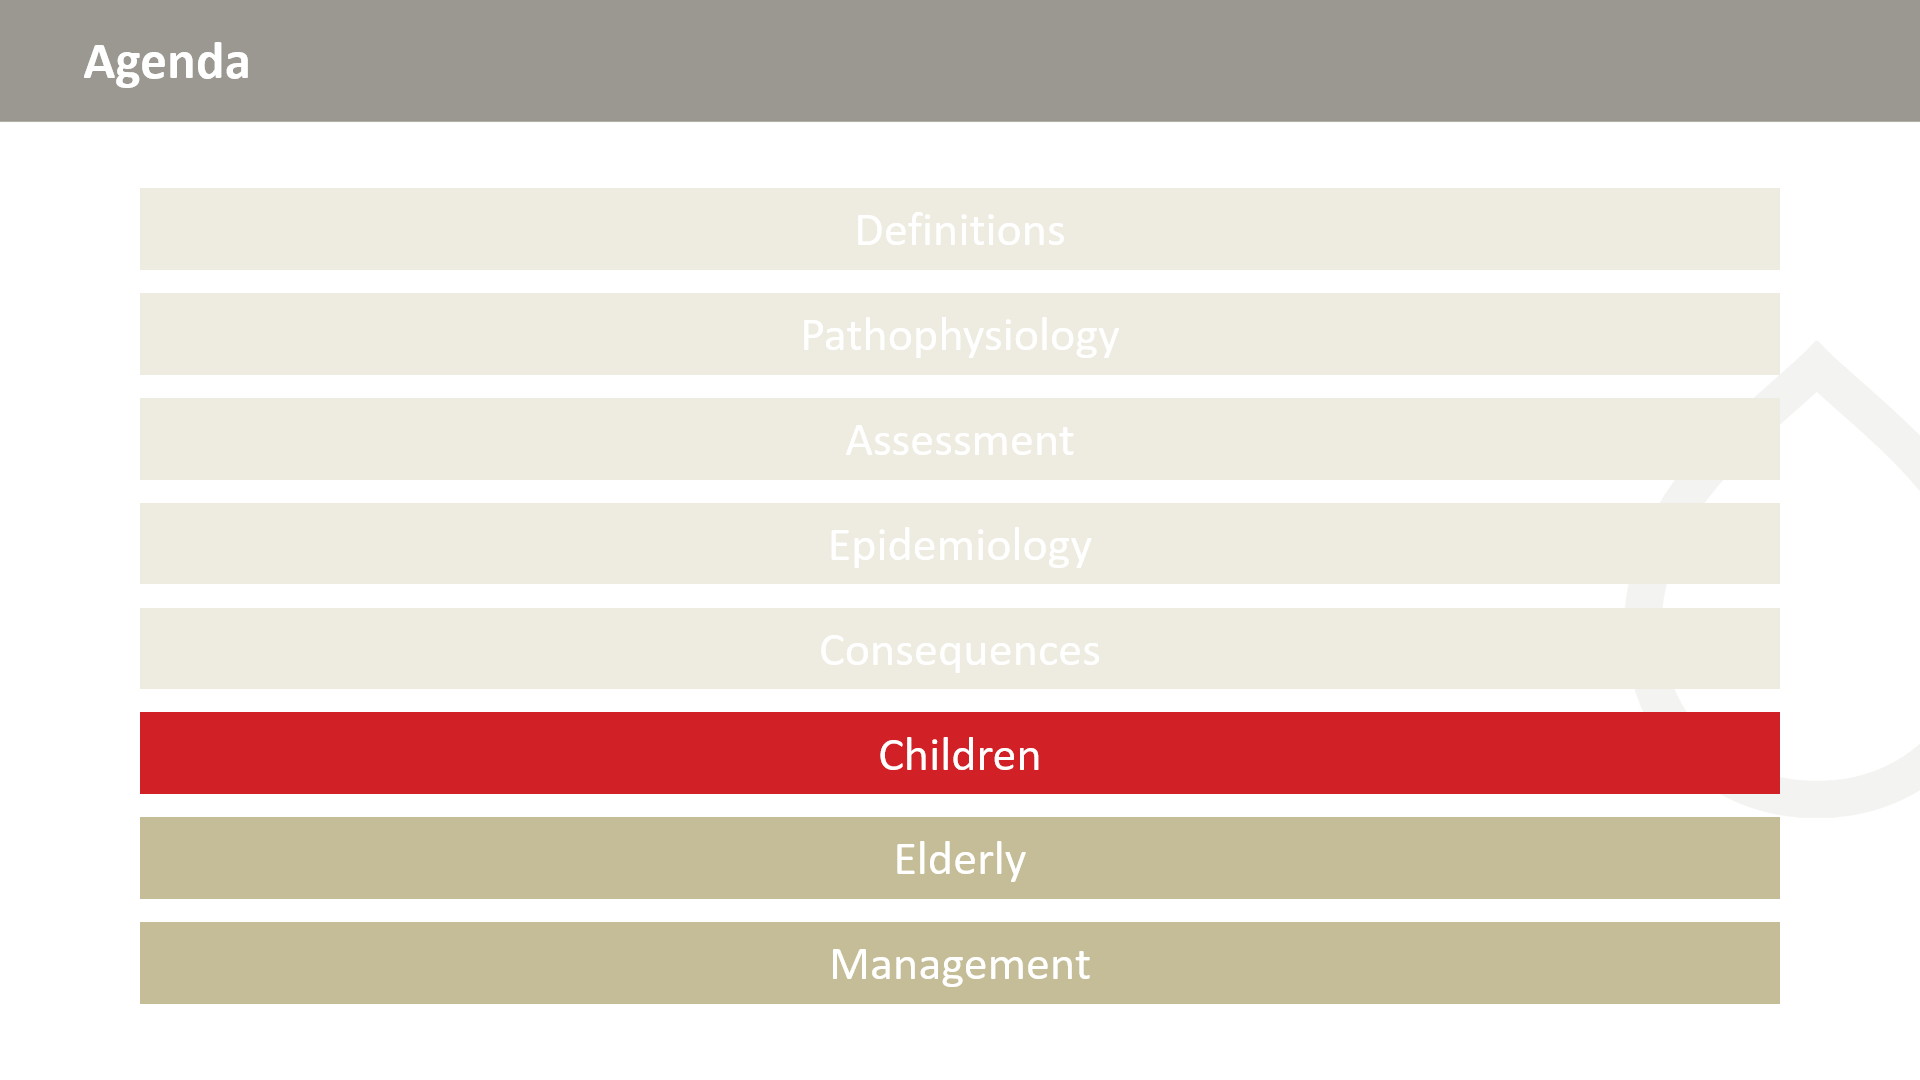 Agenda
Definitions
Pathophysiology
Assessment
Epidemiology
Consequences
Children
Elderly
Management